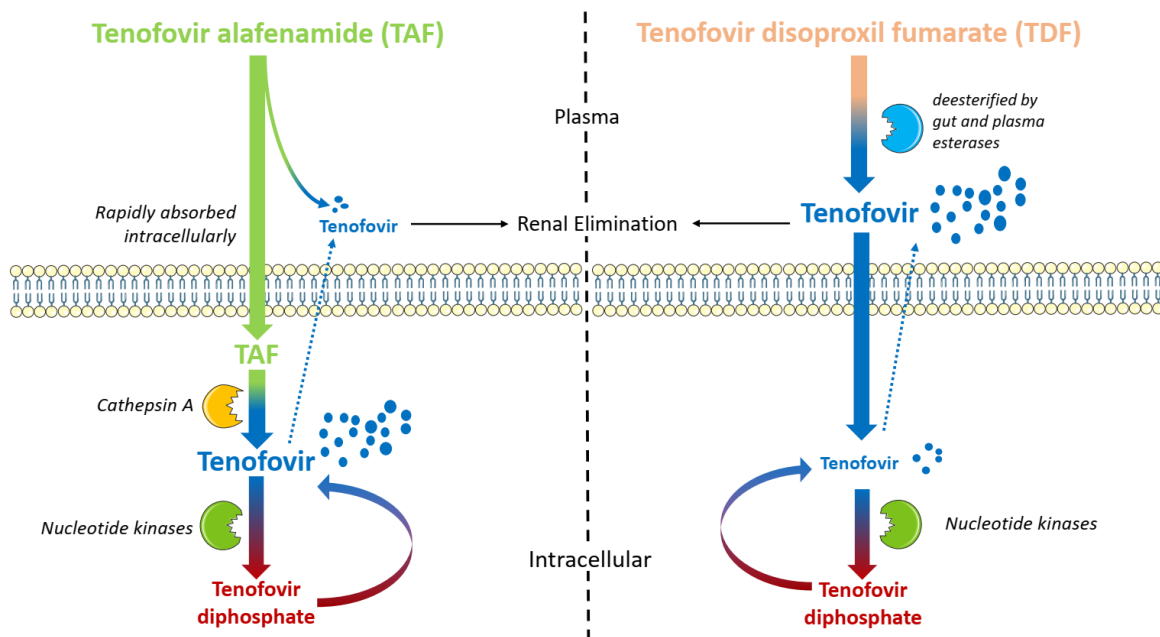 Tenofovir alafenamide (TAF)
Tenofovir disoproxil fumarate (TDF)
Plasma
deesterified by
gut and plasma
esterases
Rapidly absorbed
intracellularly
Tenofovir
Renal Elimination
Tenofovir
TAF
Cathepsin A
Tenofovir
Tenofovir
Nucleotide kinases
Nucleotide kinases
Intracellular
Tenofovir
diphosphate
Tenofovir
diphosphate